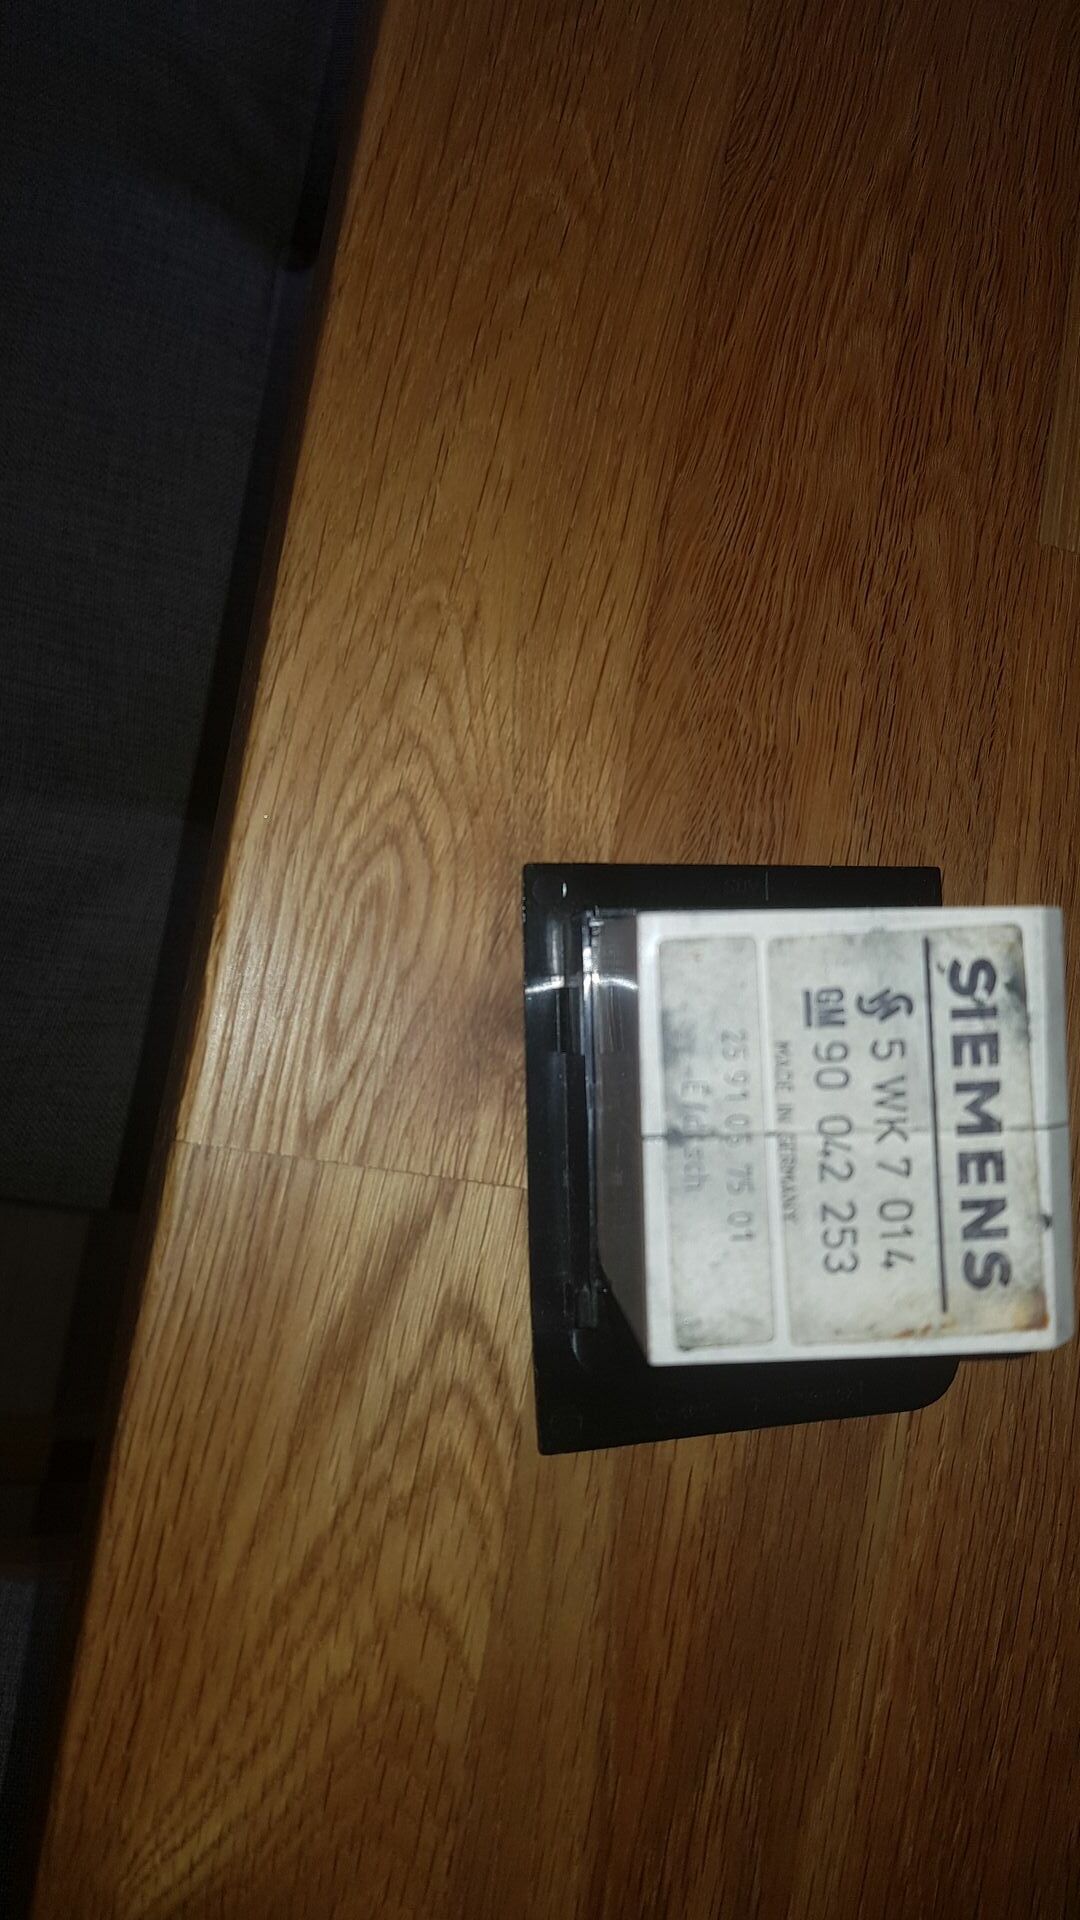 SIEMENS
5 WK 7 014
GM 90 042 253
MADE IN GERMANY
25 91 05 75 01